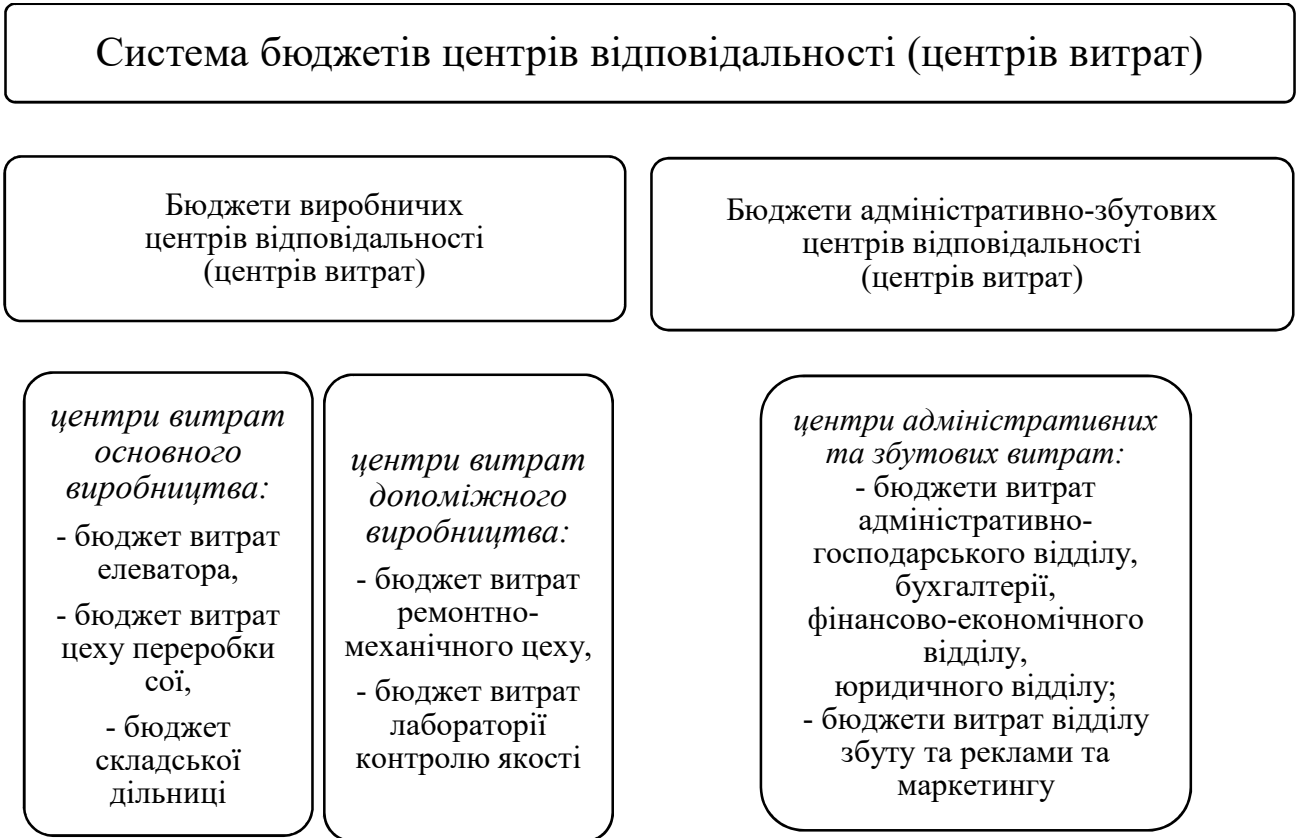 Система бюджетів центрів відповідальності (центрів витрат)
Бюджети виробничих
центрів відповідальності
(центрів витрат)
Бюджети адміністративно-збутових
центрів відповідальності
(центрів витрат)
центри витрат
основного
виробництва:
- бюджет витрат
елеватора,
- бюджет витрат
цеху переробки
сої,
- бюджет
складської
дільниці
центри витрат
допоміжного
виробництва:
- бюджет витрат
ремонтно-
механічного цеху,
- бюджет витрат
лабораторії
контролю якості
центри адміністративних
та збутових витрат:
- бюджети витрат
адміністративно-
господарського відділу,
бухгалтерії,
фінансово-економічного
відділу,
юридичного відділу;
- бюджети витрат відділу
збуту та реклами та
маркетингу